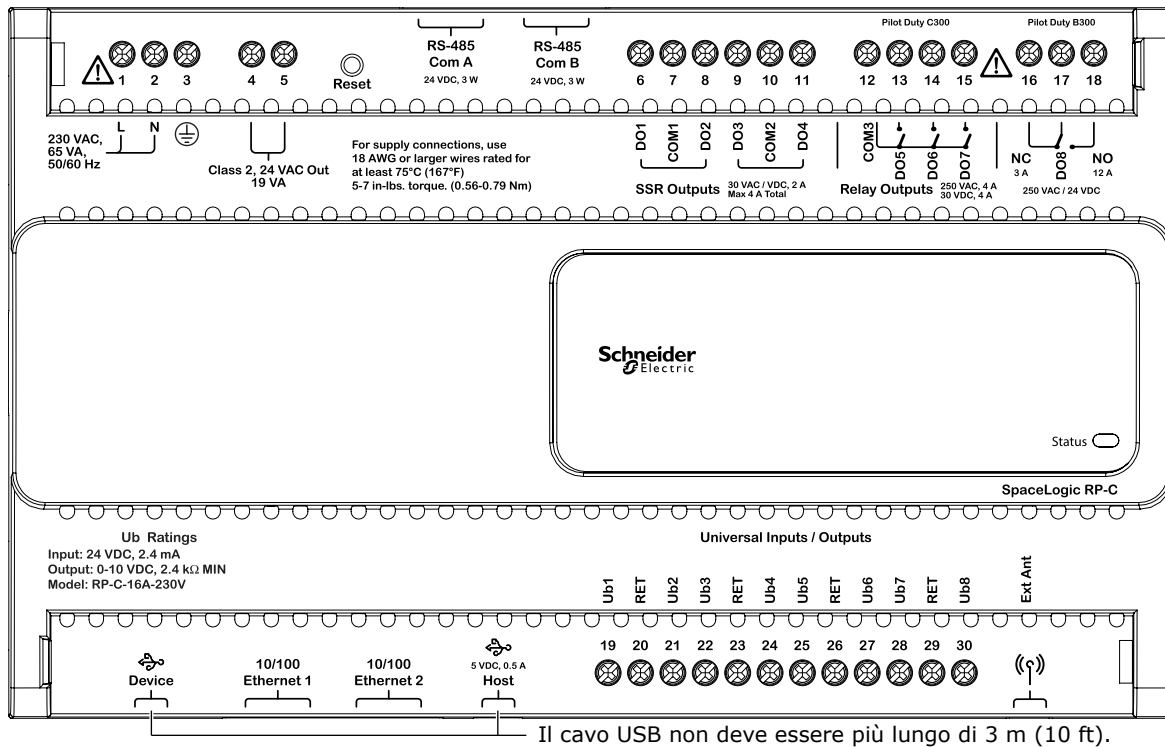 Pilot Duty C300
Pilot Duty B300
RS-485
Com A
24 VDC, 3 W
RS-485
Com B
24 VDC, 3 W
1 2 3 4 5
Reset
6 7 8 9 10 11 12 13 14 15 16 17 18
L N
230 VAC,
65 VA,
50/60 Hz
Class 2, 24 VAC Out
19 VA
For supply connections, use
18 AWG or larger wires rated for
at least 75°C (167°F)
5-7 in-lbs. torque. (0.56-0.79 Nm)
DO1 COM1 DO2 DO3 COM2 DO4
SSR Outputs
30 VAC / VDC, 2 A
Max 4 A Total
COM3 DO5 DO6 DO7
Relay Outputs
250 VAC, 4 A
30 VDC, 4 A
NC
3 A
DO8
NO
12 A
250 VAC / 24 VDC
Schneider
Electric
Status
SpaceLogic RP-C
Ub Ratings
Input: 24 VDC, 2.4 mA
Output: 0-10 VDC, 2.4 kΩ MIN
Model: RP-C-16A-230V
Universal Inputs / Outputs
Ub1 RET Ub2 Ub3 RET Ub4 Ub5 RET Ub6 Ub7 RET Ub8 Ext Ant
19 20 21 22 23 24 25 26 27 28 29 30
Device
10/100
Ethernet 1
10/100
Ethernet 2
5 VDC, 0.5 A
Host
Il cavo USB non deve essere più lungo di 3 m (10 ft).